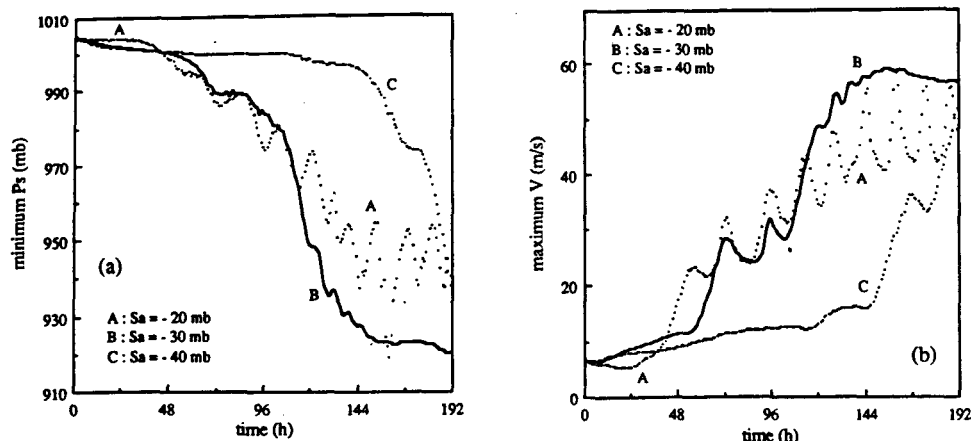 1010
990
970
950
930
910
minimum Ps (mb)
A
C
A
B
(a)
A : Sa = - 20 mb
B : Sa = - 30 mb
C : Sa = - 40 mb
0
48
96
144
192
time (h)
60
40
20
0
maximum V (m/s)
A : Sa = - 20 mb
B : Sa = - 30 mb
C : Sa = - 40 mb
B
A
C
A
(b)
0
48
96
144
192
time (h)